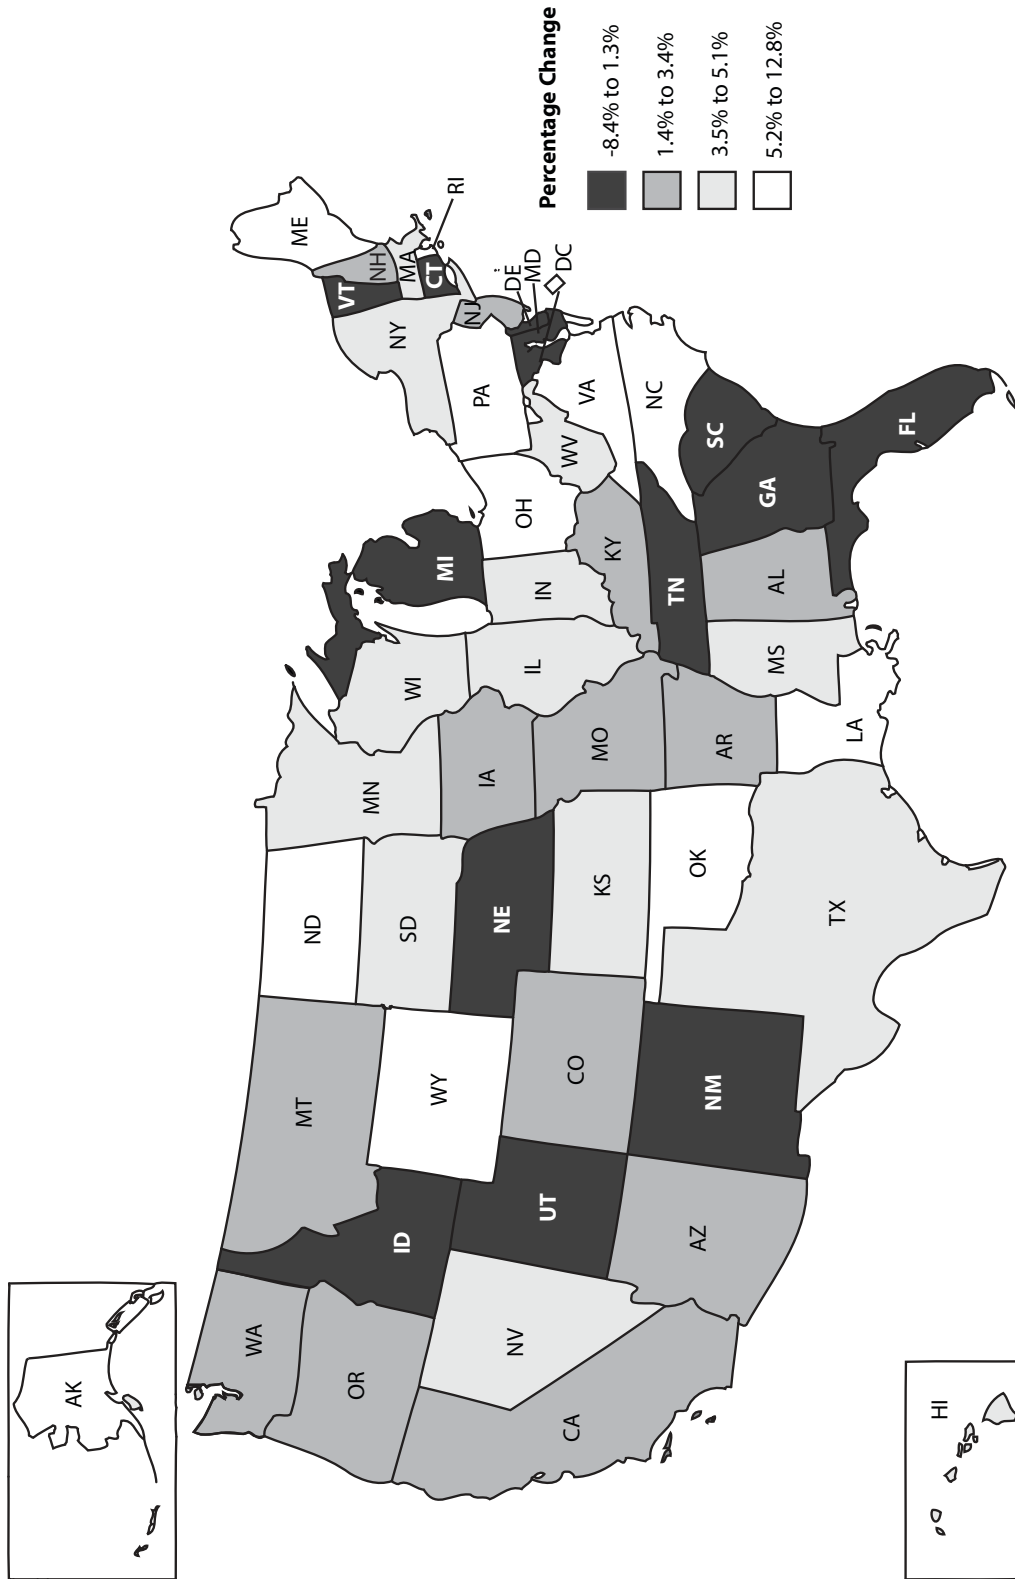 Percentage Change
-8.4% to 1.3%
1.4% to 3.4%
3.5% to 5.1%
5.2% to 12.8%
AK
WA
OR
CA
NV
ID
MT
WY
UT
CO
AZ
NM
ND
SD
NE
KS
OK
TX
MN
IA
MO
AR
LA
WI
IL
MS
MI
IN
KY
TN
AL
OH
WV
GA
SC
FL
NC
VA
PA
NY
NJ
VT
NH
ME
MA
CT
RI
DE
MD
DC
HI